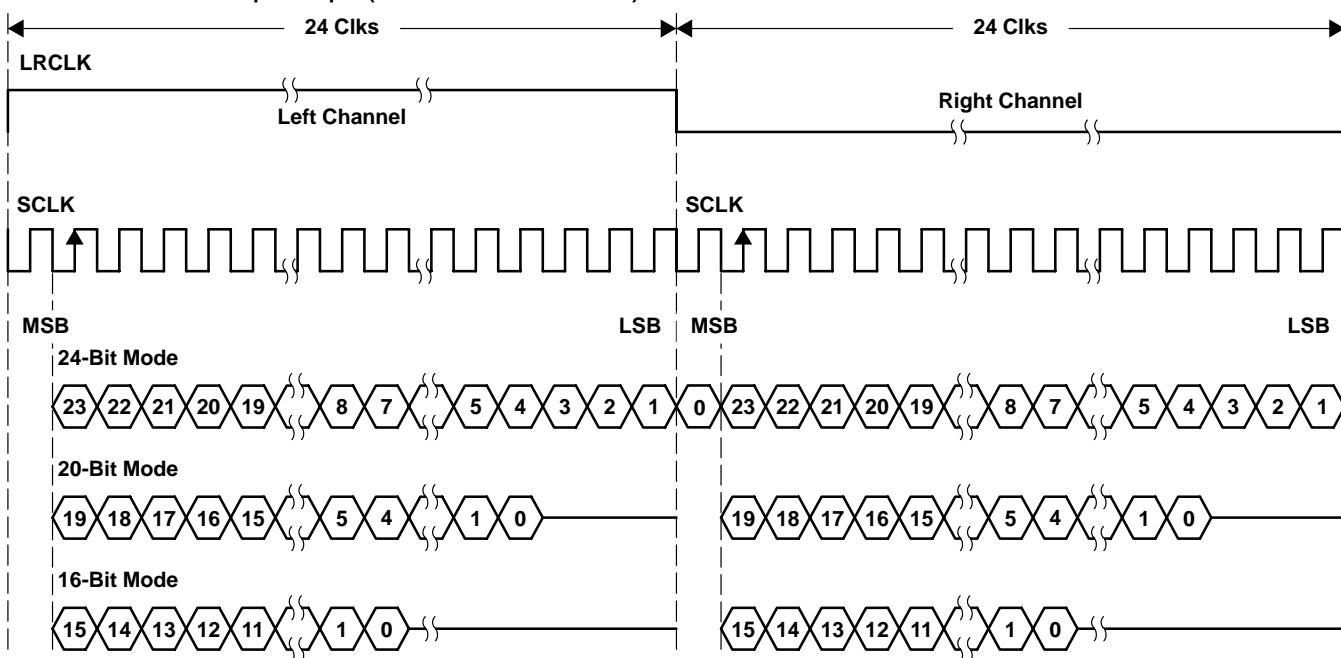 24 Clks 24 Clks
LRCLK
Left Channel Right Channel
SCLK SCLK
MSB LSB MSB LSB
24-Bit Mode
23 22 21 20 19 8 7 5 4 3 2 1 0 23 22 21 20 19 8 7 5 4 3 2 1
20-Bit Mode
19 18 17 16 15 5 4 1 0 19 18 17 16 15 5 4 1 0
16-Bit Mode
15 14 13 12 11 1 0 15 14 13 12 11 1 0